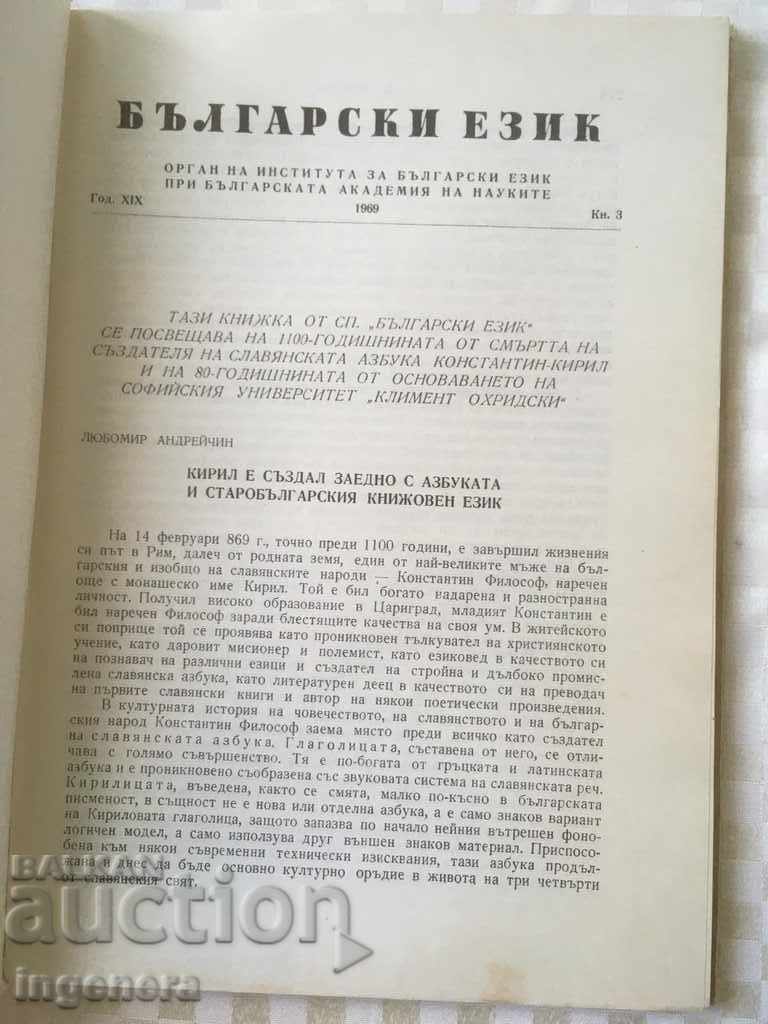 БЪЛГАРСКИ ЕЗИК
ОРГАН НА ИНСТИТУТА ЗА БЪЛГАРСКИ ЕЗИК
ПРИ БЪЛГАРСКАТА АКАДЕМИЯ НА НАУКИТЕ
Год. XIX 1969 Кн. 3
ТАЗИ КНИЖКА ОТ СП. „БЪЛГАРСКИ ЕЗИК“
СЕ ПОСВЕЩАВА НА 1100-ГОДИШНИНАТА ОТ СМЪРТТА НА
СЪЗДАТЕЛЯ НА СЛАВЯНСКАТА АЗБУКА КОНСТАНТИН-КИРИЛ
И НА 80-ГОДИШНИНАТА ОТ ОСНОВАВАНЕТО НА
СОФИЙСКИЯ УНИВЕРСИТЕТ „КЛИМЕНТ ОХРИДСКИ“
ЛЮБОМИР АНДРЕЙЧИН
КИРИЛ Е СЪЗДАЛ ЗАЕДНО С АЗБУКАТА
И СТАРОБЪЛГАРСКИЯ КНИЖОВЕН ЕЗИК
На 14 февруари 869 г., точно преди 1100 години, е завършил жизнения
си път в Рим, далеч от родната земя, един от най-великите мъже на бъл-
гарския и изобщо на славянските народи — Константин Философ, наречен
още с монашеско име Кирил. Той е бил богато надарена и разностранна
личност. Получил високо образование в Цариград, младият Константин е
бил наречен Философ заради блестящите качества на своя ум. В житейското
си поприще той се проявява като проникновен тълкувател на християнското
учение, като даровит мисионер и полемист, като езиковед в качеството си
на познавач на различни езици и създател на стройна и дълбоко промис-
лена славянска азбука, като литературен деец в качеството си на преводач
на първите славянски книги и автор на някои поетически произведения.
В културната история на човечеството, на славянството и на българ-
ския народ Константин Философ заема място преди всичко като създател
на славянската азбука. Глаголицата, съставена от него, се отли-
чава с голямо съвършенство. Тя е по-богата от гръцката и латинската
азбука и е проникновено съобразена със звуковата система на славянската реч.
Кирилицата, въведена, както се смята, малко по-късно в българската
писменост, в същност не е нова или отделна азбука, а е само знаков вариант
на Кириловата глаголица, защото запазва по начало нейния вътрешен фоно-
логичен модел, а само използува друг външен знаков материал. Приспосо-
бена към някои съвременни технически изисквания, тази азбука продъл-
жава и днес да бъде основно културно оръдие в живота на три четвърти
от славянския свят.
BALKAN
auction
ingenera